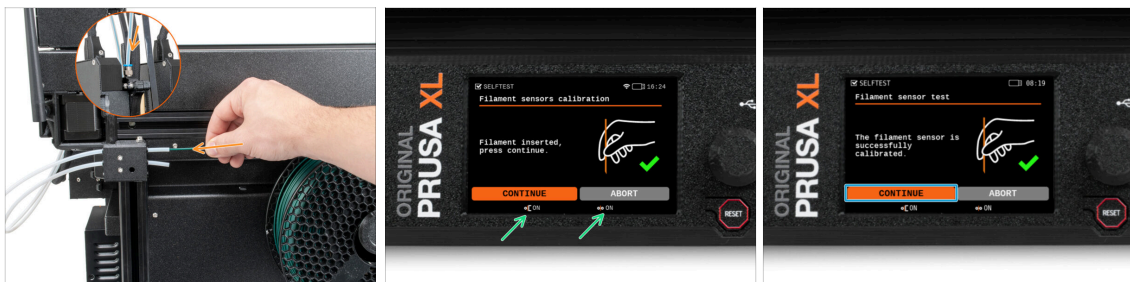 ORIGINAL
PRUSA XL
SELFTEST
16:24
Filament sensors calibration
Filament inserted,
press continue.
CONTINUE
ABORT
ON
ON
RESET
ORIGINAL
PRUSA XL
SELFTEST
08:19
Filament sensor test
The filament sensor is
successfully
calibrated.
CONTINUE
ABORT
ON
ON
RESET